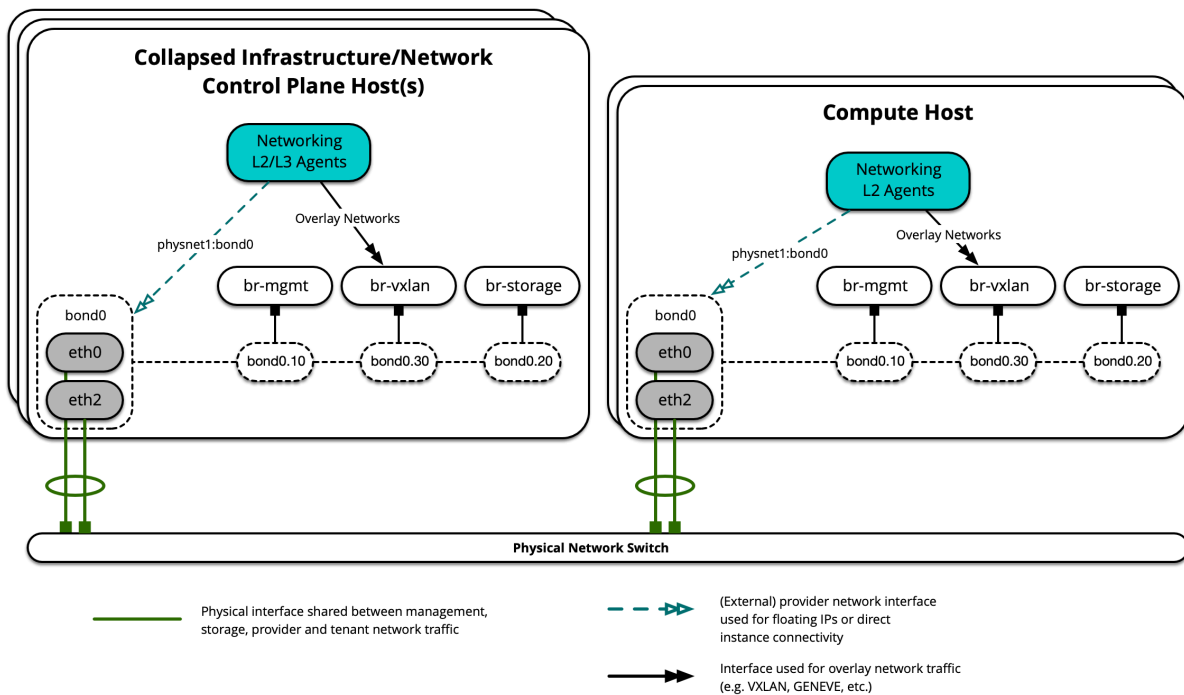 Collapsed Infrastructure/Network
Control Plane Host(s)
Networking
L2/L3 Agents
Overlay Networks
physnet1:bond0
br-mgmt
br-vxlan
br-storage
bond0
eth0
eth2
bond0.10
bond0.30
bond0.20
Compute Host
Networking
L2 Agents
Overlay Networks
physnet1:bond0
br-mgmt
br-vxlan
br-storage
bond0
eth0
eth2
bond0.10
bond0.30
bond0.20
Physical Network Switch
Physical interface shared between management,
storage, provider and tenant network traffic
(External) provider network interface
used for floating IPs or direct
instance connectivity
Interface used for overlay network traffic
(e.g. VXLAN, GENEVE, etc.)